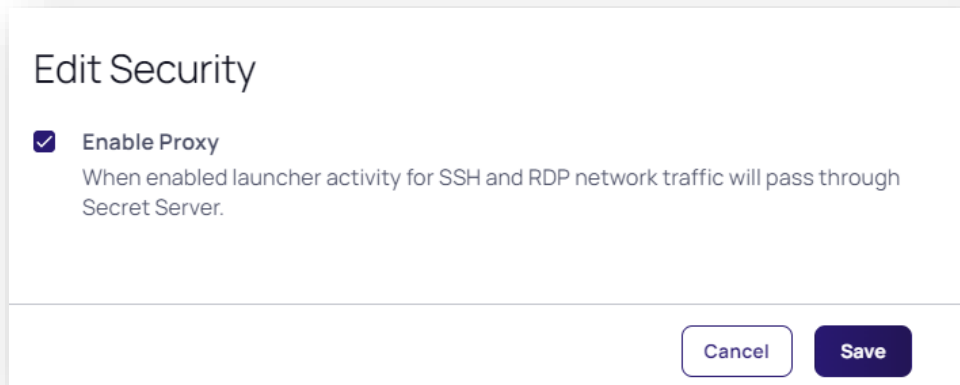 Edit Security
Enable Proxy
When enabled launcher activity for SSH and RDP network traffic will pass through
Secret Server.
Cancel
Save